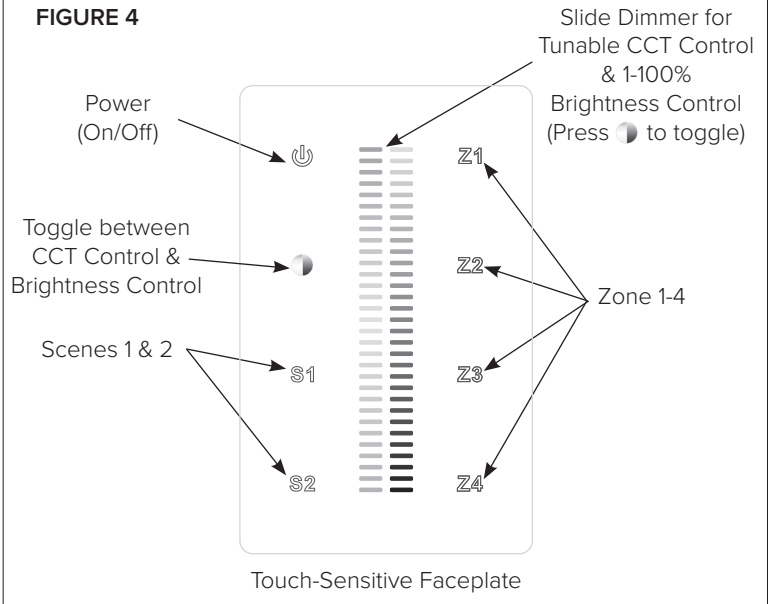 FIGURE 4
Slide Dimmer for
Tunable CCT Control
& 1-100%
Brightness Control
(Press to toggle)
Power
(On/Off)
Z1
Toggle between
CCT Control &
Brightness Control
Z2
Zone 1-4
Scenes 1 & 2
S1
Z3
S2
Z4
Touch-Sensitive Faceplate